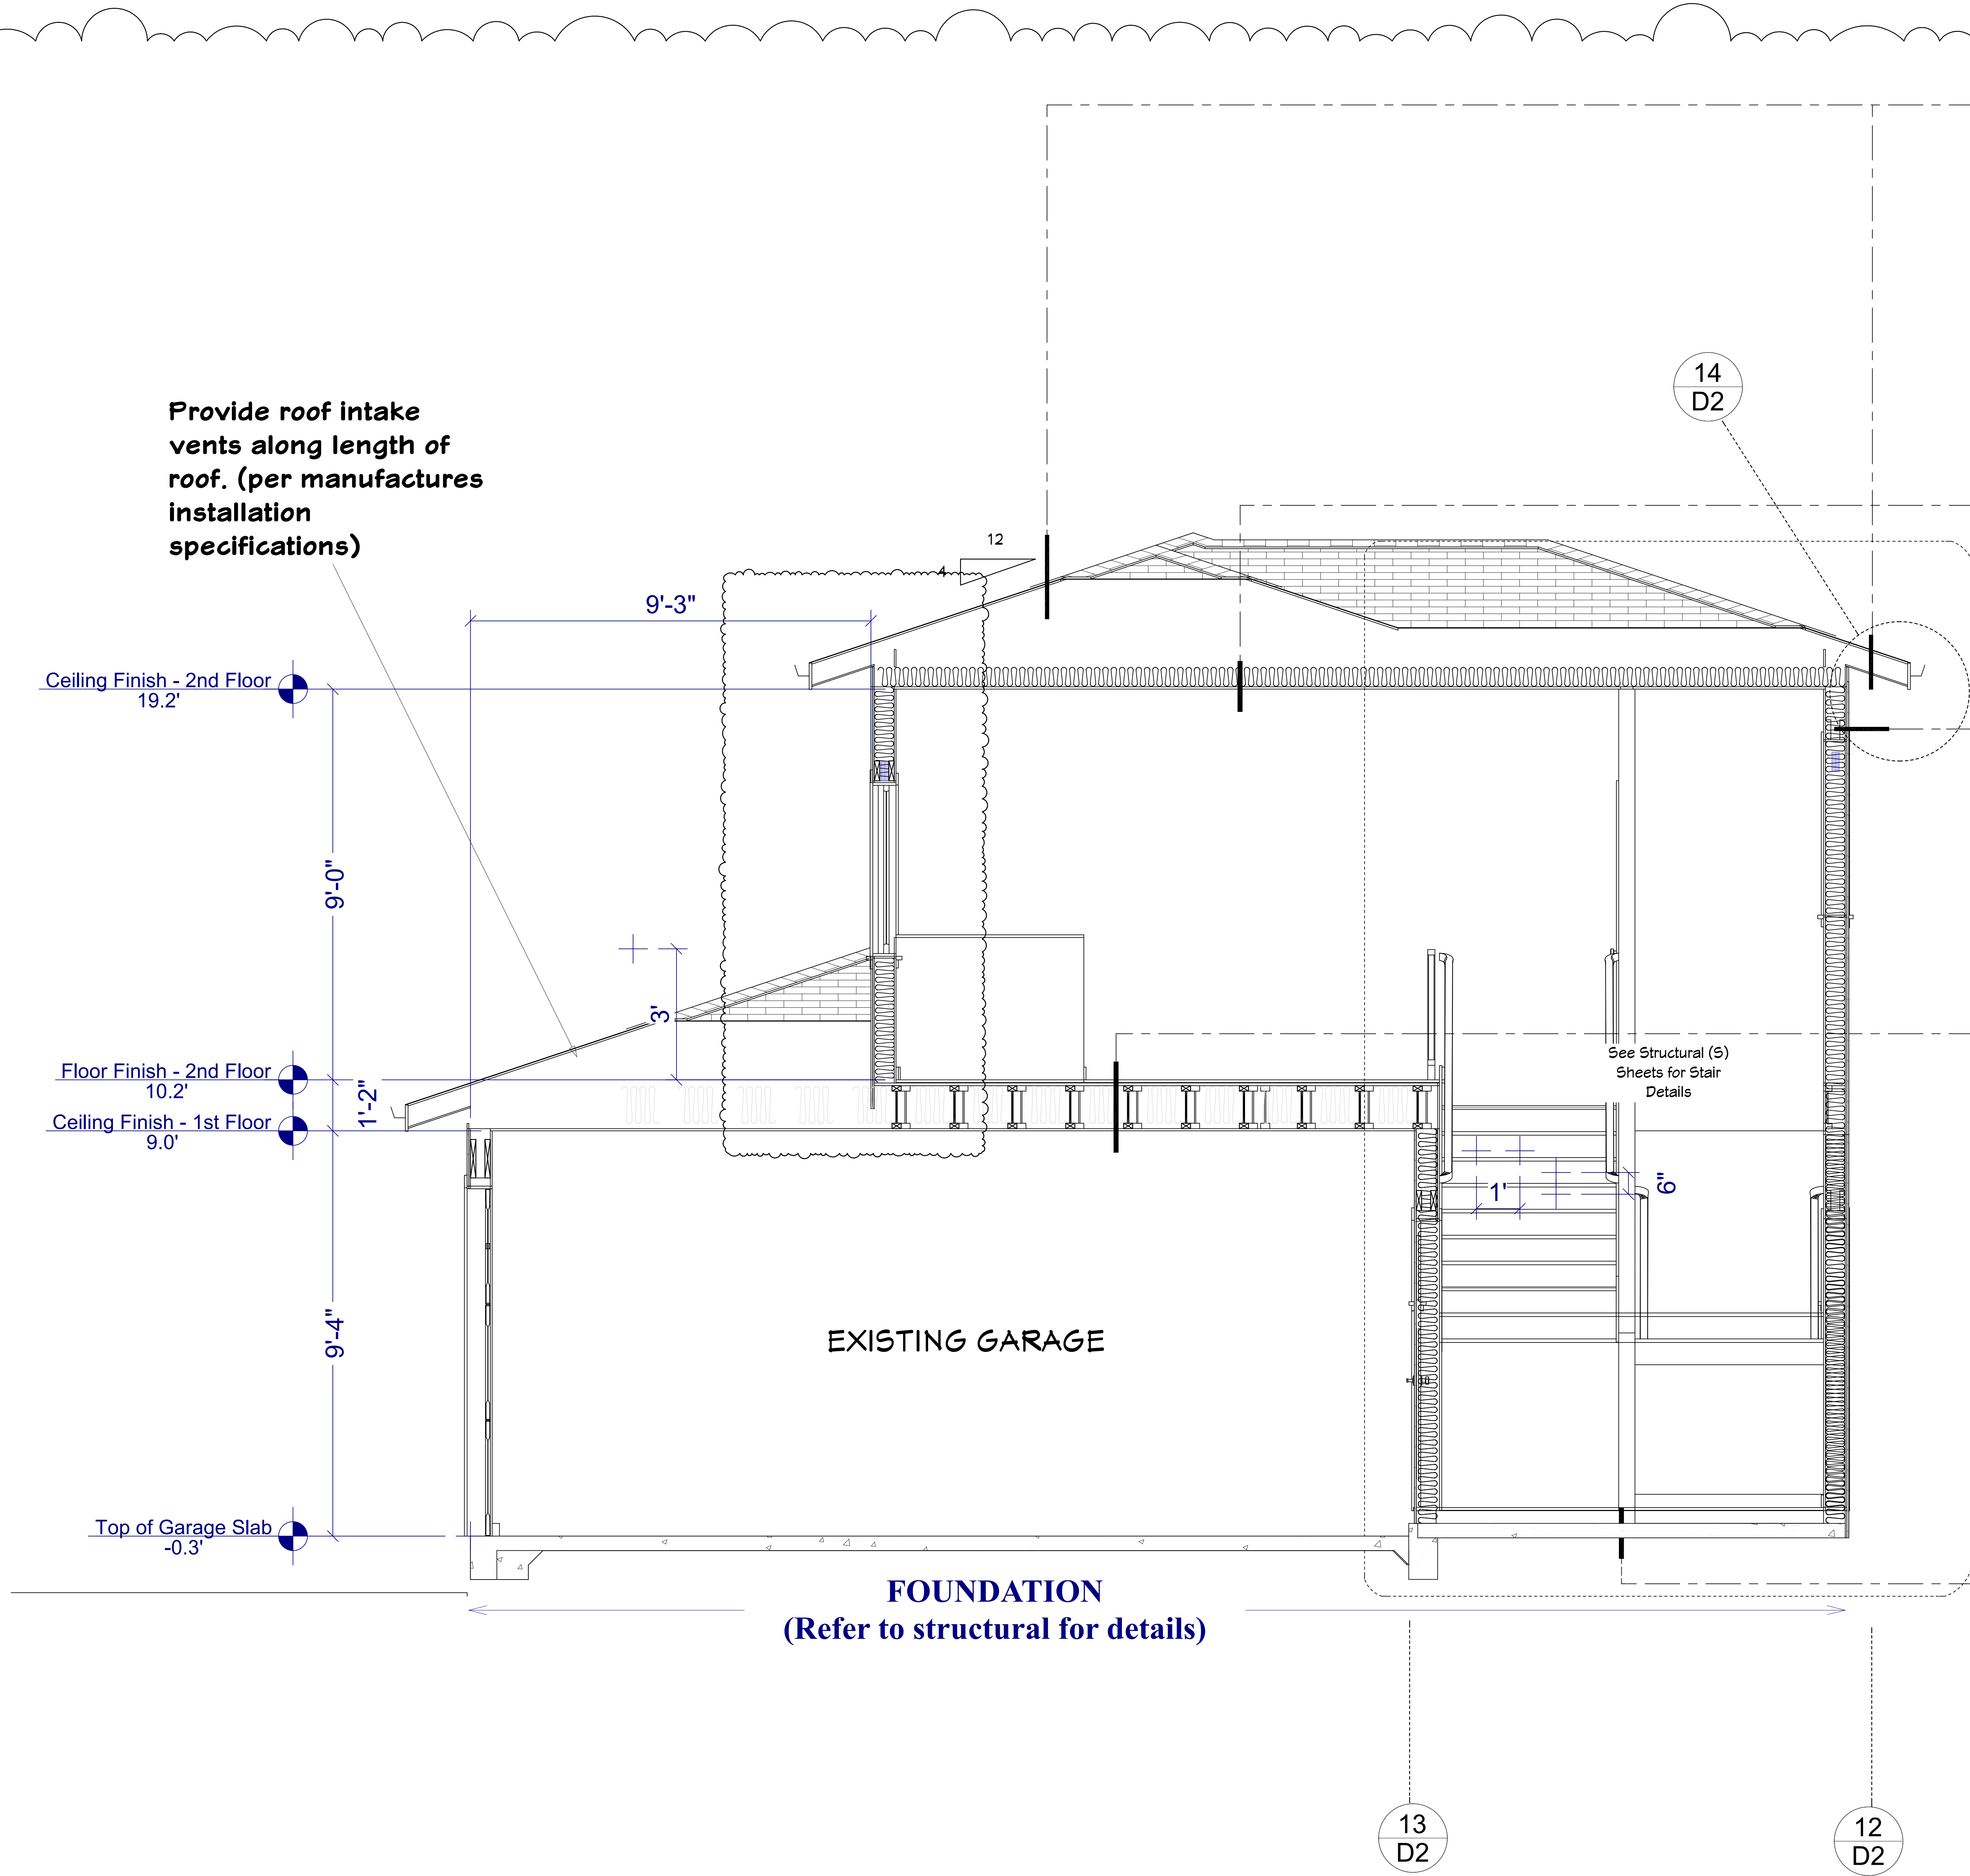 14
D2
Provide roof intake
vents along length of
roof. (per manufactures
installation
specifications)
12
4
9'-3"
Ceiling Finish - 2nd Floor
19.2'
9'-0"
3'
Floor Finish - 2nd Floor
10.2'
1'-2"
Ceiling Finish - 1st Floor
9.0'
See Structural (S)
Sheets for Stair
Details
1'
6"
9'-4"
EXISTING GARAGE
Top of Garage Slab
-0.3'
FOUNDATION
(Refer to structural for details)
13
D2
12
D2